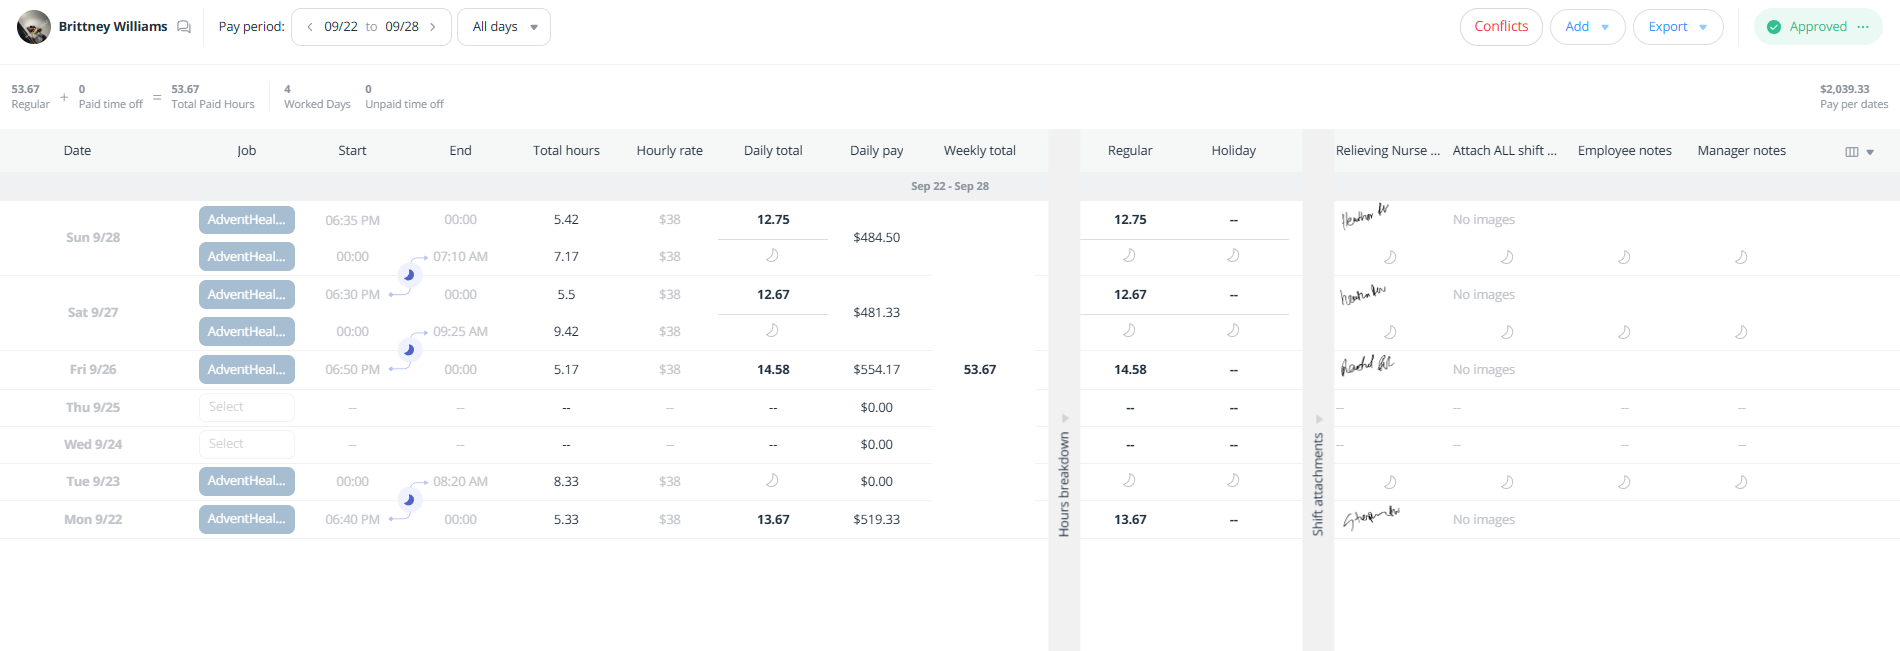 Brittney Williams Pay period: 09/22 to 09/28 All days Conflicts Add Export Approved ...
53.67 + 0 = 53.67 4 0 $2,039.33
Regular Paid time off Total Paid Hours Worked Days Unpaid time off Pay per dates
Date Job Start End Total hours Hourly rate Daily total Daily pay Weekly total Regular Holiday Relieving Nurse ... Attach ALL shift ... Employee notes Manager notes
Sep 22 - Sep 28
AdventHeal... 06:35 PM 00:00 5.42 $38 12.75 12.75 -- No images
Sun 9/28 $484.50
AdventHeal... 00:00 07:10 AM 7.17 $38
AdventHeal... 06:30 PM 00:00 5.5 $38 12.67 12.67 -- No images
Sat 9/27 $481.33
AdventHeal... 00:00 09:25 AM 9.42 $38
Fri 9/26 AdventHeal... 06:50 PM 00:00 5.17 $38 14.58 $554.17 53.67 14.58 -- No images
Thu 9/25 Select -- -- -- -- -- $0.00 -- -- -- -- -- --
Wed 9/24 Select -- -- -- -- -- $0.00 -- -- -- -- -- --
Tue 9/23 AdventHeal... 00:00 08:20 AM 8.33 $38 $0.00
Mon 9/22 AdventHeal... 06:40 PM 00:00 5.33 $38 13.67 $519.33 13.67 -- No images
Hours breakdown
Shift attachments